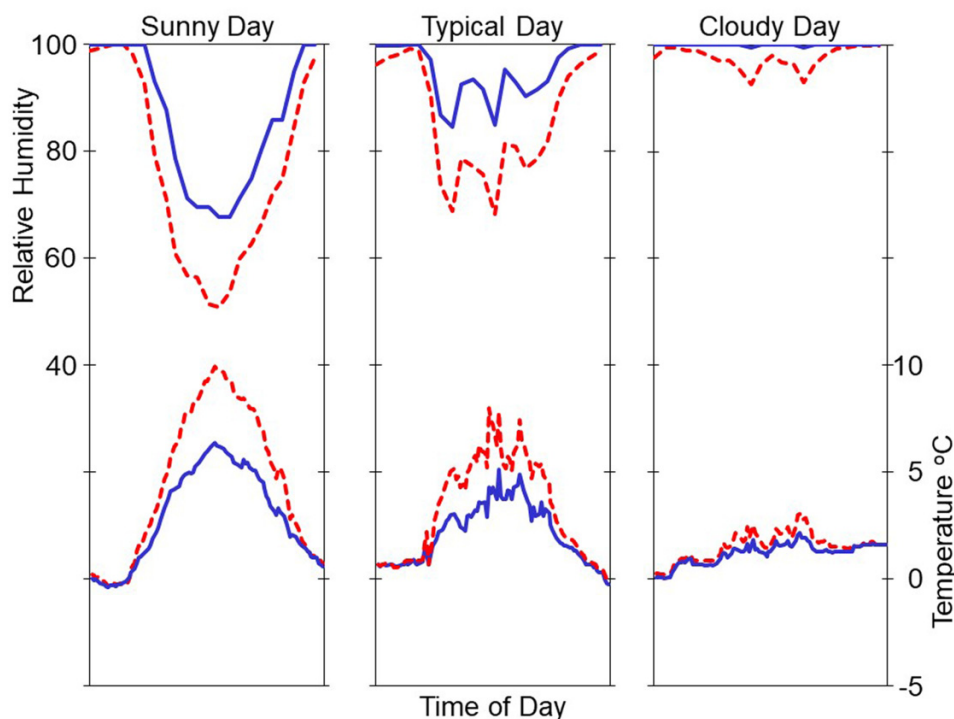 Sunny Day
Typical Day
Cloudy Day
100
80
60
40
Relative Humidity
10
5
0
-5
Temperature ºC
Time of Day